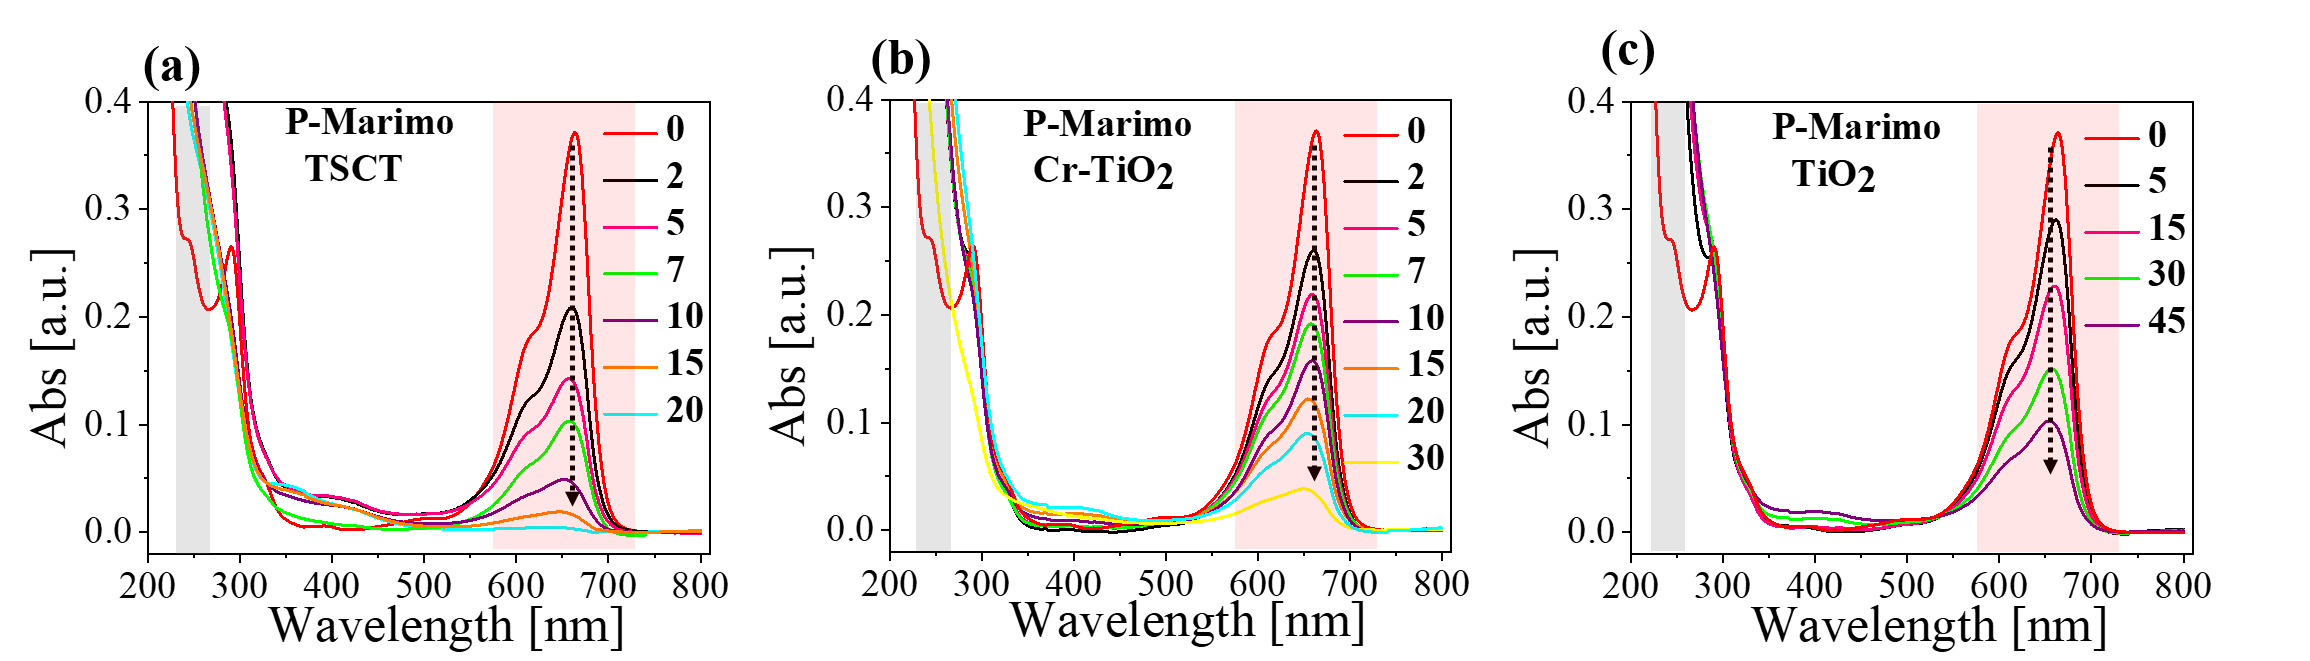 (a)
P-Marimo
TSCT
0
2
5
7
10
15
20
0.4
0.3
0.2
0.1
0.0
Abs [a.u.]
200 300 400 500 600 700 800
Wavelength [nm]
(b)
P-Marimo
Cr-TiO2
0
2
5
7
10
15
20
30
0.4
0.3
0.2
0.1
0.0
Abs [a.u.]
200 300 400 500 600 700 800
Wavelength [nm]
(c)
P-Marimo
TiO2
0
5
15
30
45
0.4
0.3
0.2
0.1
0.0
Abs [a.u.]
200 300 400 500 600 700 800
Wavelength [nm]